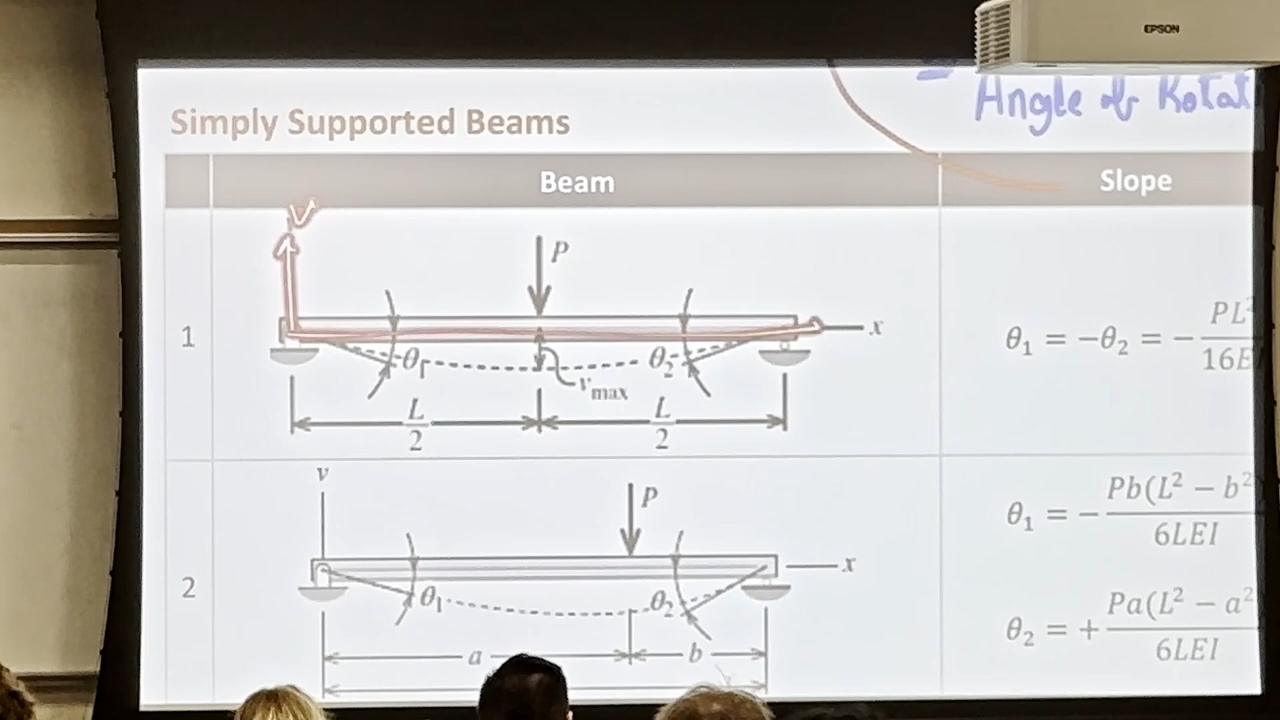 EPSON
Angle of Rotat
Simply Supported Beams
Beam
Slope
v
P
1
x
θ₁
θ₂
v_max
θ₁ = −θ₂ = − PL²/16E
L/2
L/2
v
P
θ₁ = − Pb(L² − b²/6LEI
2
x
θ₁
θ₂
θ₂ = + Pa(L² − a²/6LEI
a
b